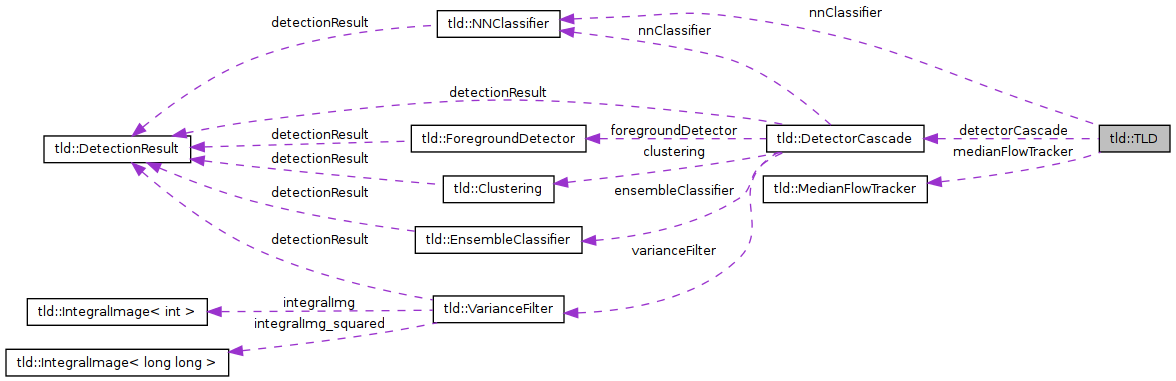 nnClassifier
detectionResult
tld::NNClassifier
nnClassifier
detectionResult
foregroundDetector
detectorCascade
detectionResult
tld::ForegroundDetector
tld::DetectorCascade
tld::TLD
tld::DetectionResult
clustering
medianFlowTracker
detectionResult
tld::Clustering
tld::MedianFlowTracker
detectionResult
ensembleClassifier
tld::EnsembleClassifier
detectionResult
varianceFilter
integralImg
tld::VarianceFilter
tld::IntegralImage< int >
integralImg_squared
tld::IntegralImage< long long >